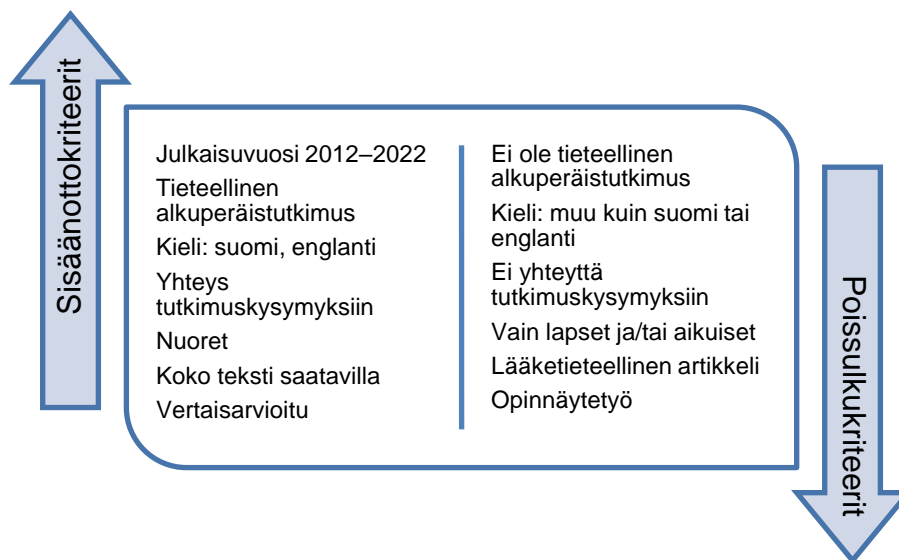 Sisäänottokriteerit
Julkaisuvuosi 2012–2022
Tieteellinen
alkuperäistutkimus
Kieli: suomi, englanti
Yhteys
tutkimuskysymyksiin
Nuoret
Koko teksti saatavilla
Vertaisarvioitu
Ei ole tieteellinen
alkuperäistutkimus
Kieli: muu kuin suomi tai
englanti
Ei yhteyttä
tutkimuskysymyksiin
Vain lapset ja/tai aikuiset
Lääketieteellinen artikkeli
Opinnäytetyö
Poissulkukriteerit